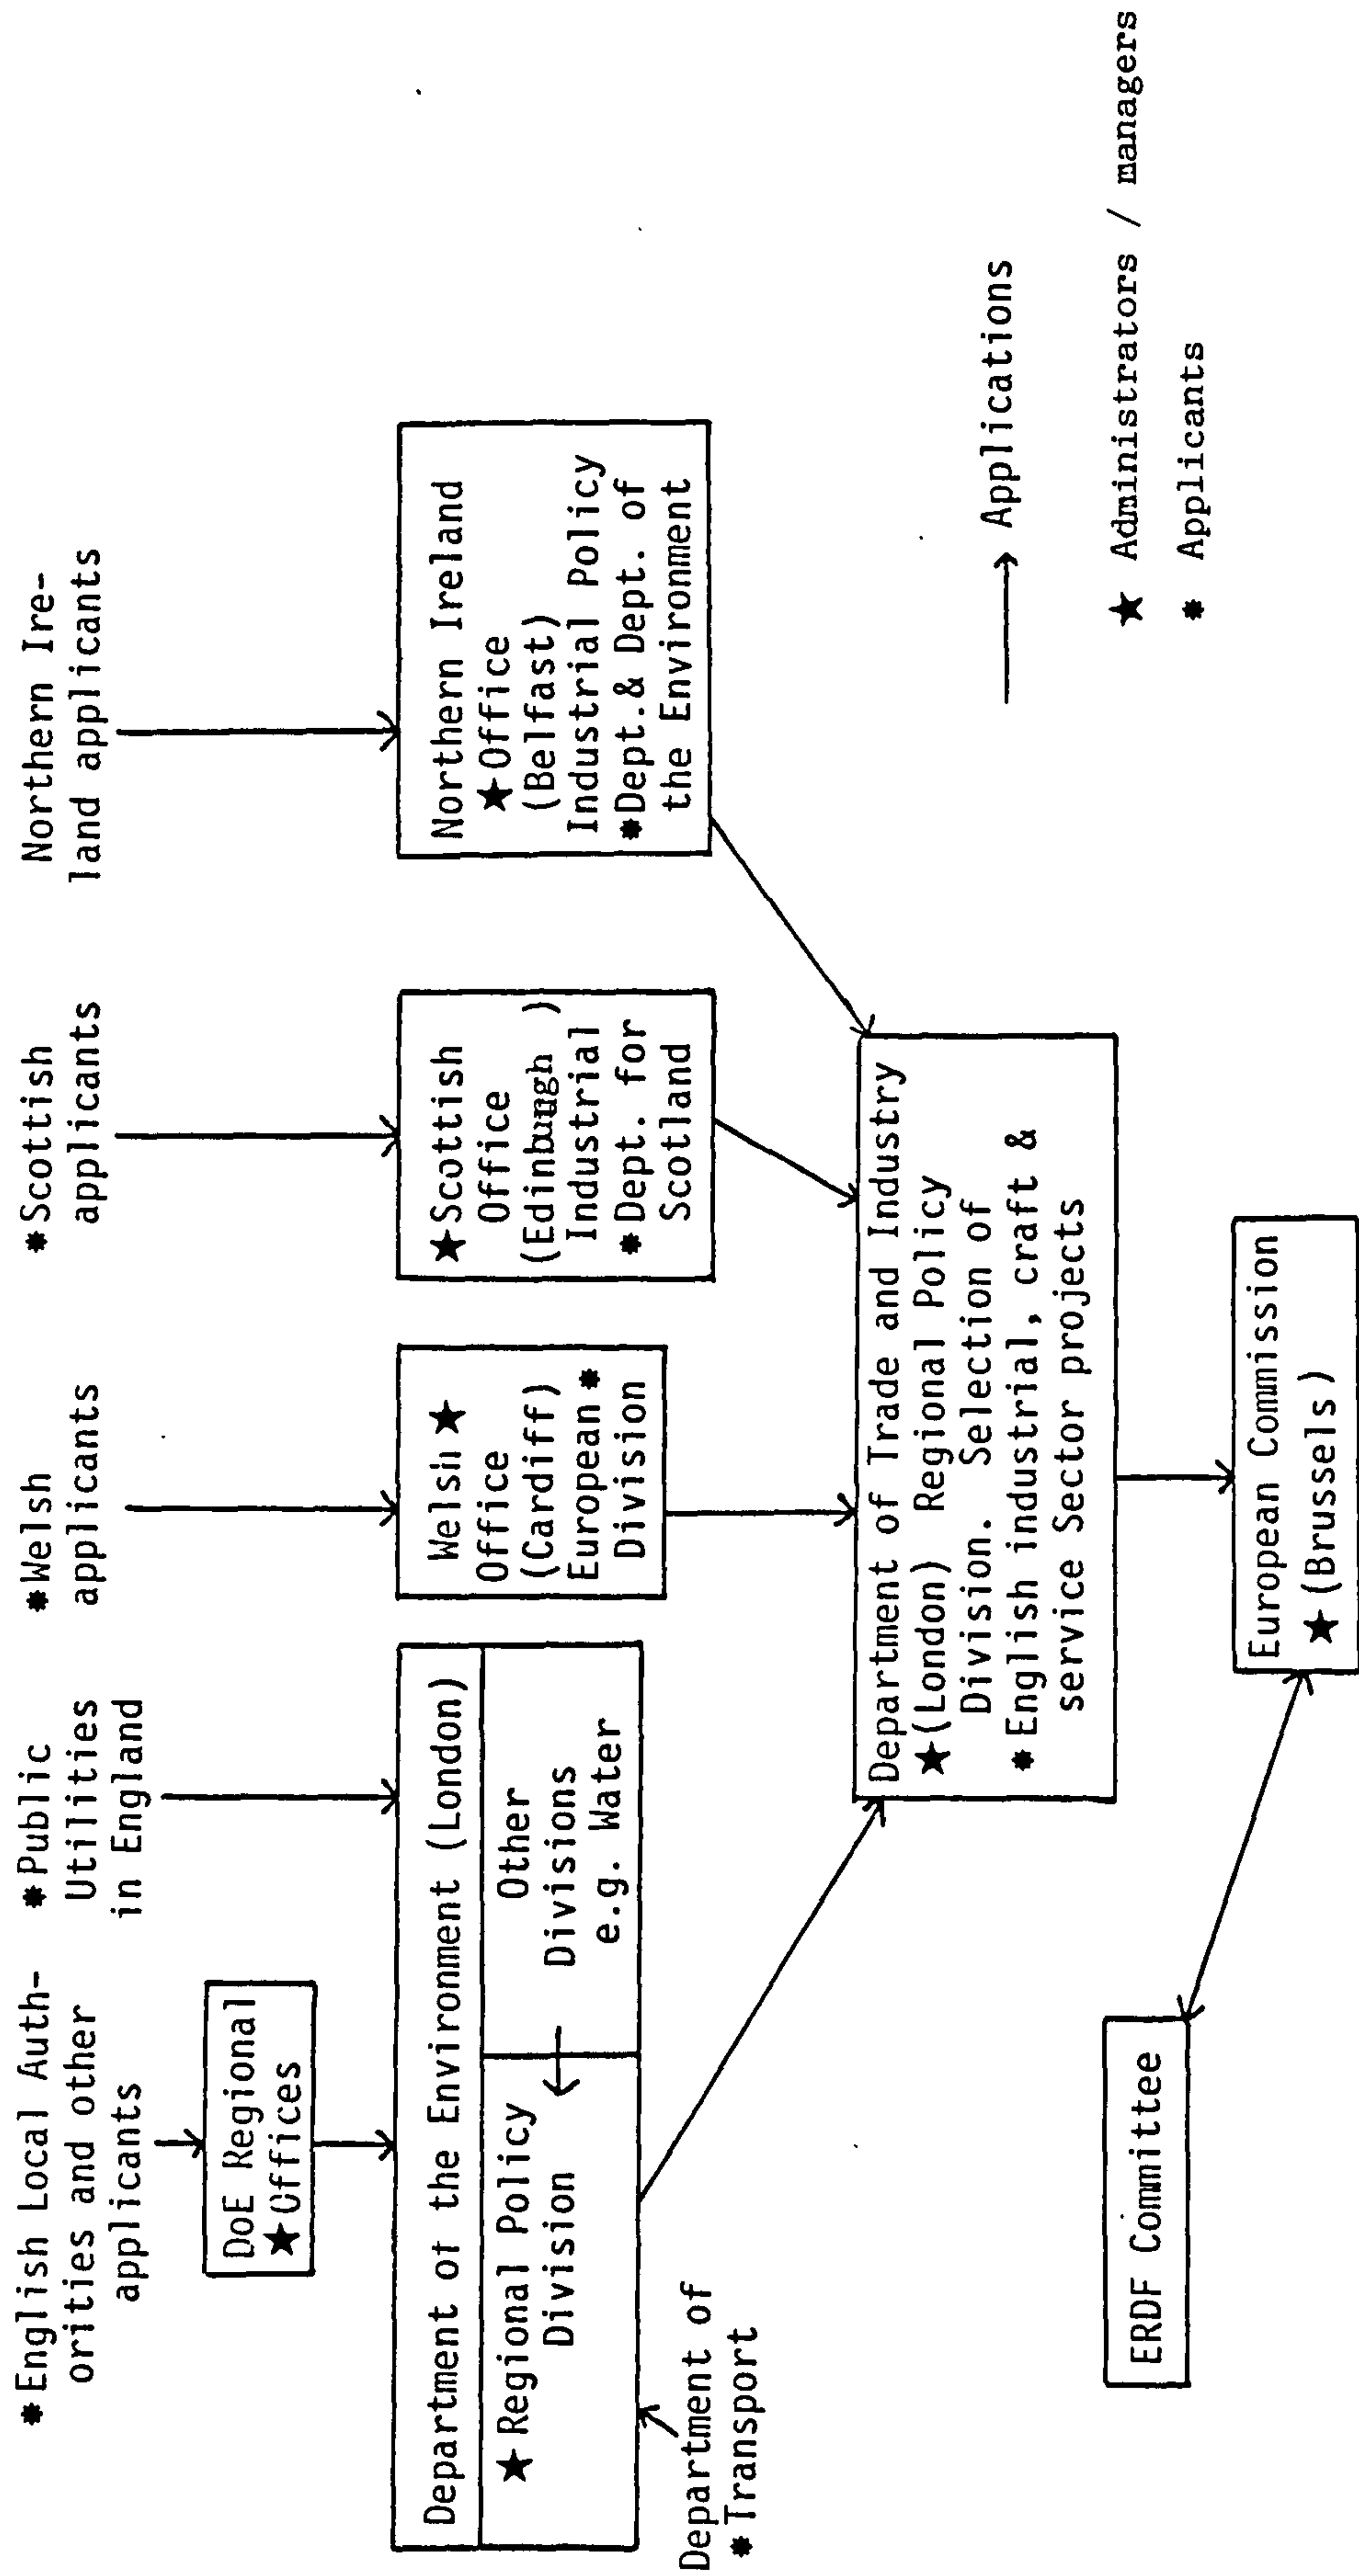 *English Local Auth-
orities and other
applicants
*Public
Utilities
in England
*Welsh
applicants
*Scottish
applicants
Northern Ire-
land applicants
DoE Regional
★Offices
Department of the Environment (London)
★Regional Policy
Division
Other
Divisions
e.g. Water
Department of
*Transport
Welsh★
Office
(Cardiff)
European*
Division
★Scottish
Office
(Edinburgh)
Industrial
*Dept. for
Scotland
Northern Ireland
★Office
(Belfast)
Industrial Policy
*Dept.& Dept. of
the Environment
Department of Trade and Industry
★(London) Regional Policy
Division. Selection of
*English industrial, craft &
service Sector projects
ERDF Committee
European Commission
★(Brussels)
→ Applications
★ Administrators / managers
* Applicants